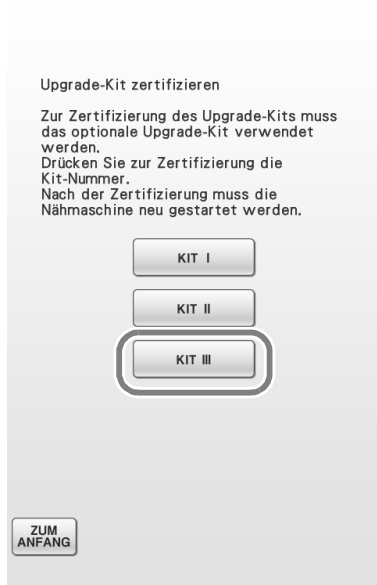 Upgrade-Kit zertifizieren
Zur Zertifizierung des Upgrade-Kits muss
das optionale Upgrade-Kit verwendet
werden.
Drücken Sie zur Zertifizierung die
Kit-Nummer.
Nach der Zertifizierung muss die
Nähmaschine neu gestartet werden.
KIT I
KIT II
KIT III
ZUM
ANFANG